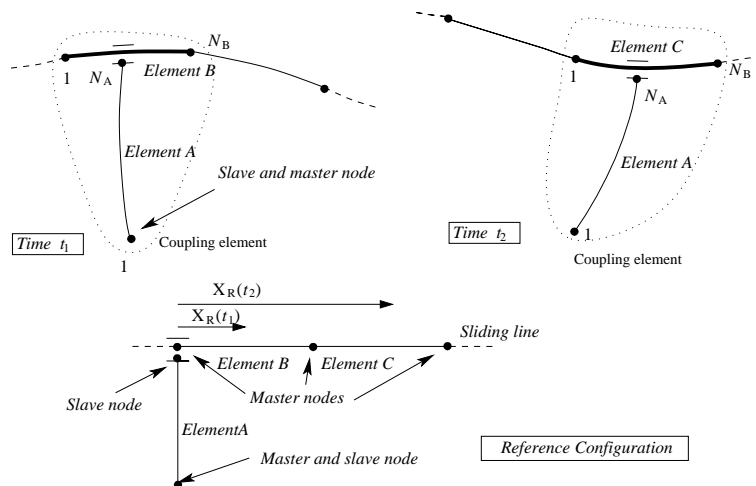 N_B
1
N_A
Element B
Element A
Slave and master node
Time t_1
Coupling element
1
Element C
1
N_B
N_A
Element A
1
Time t_2
Coupling element
X_R(t_2)
X_R(t_1)
Sliding line
Element B
Element C
Slave node
Master nodes
ElementA
Reference Configuration
Master and slave node